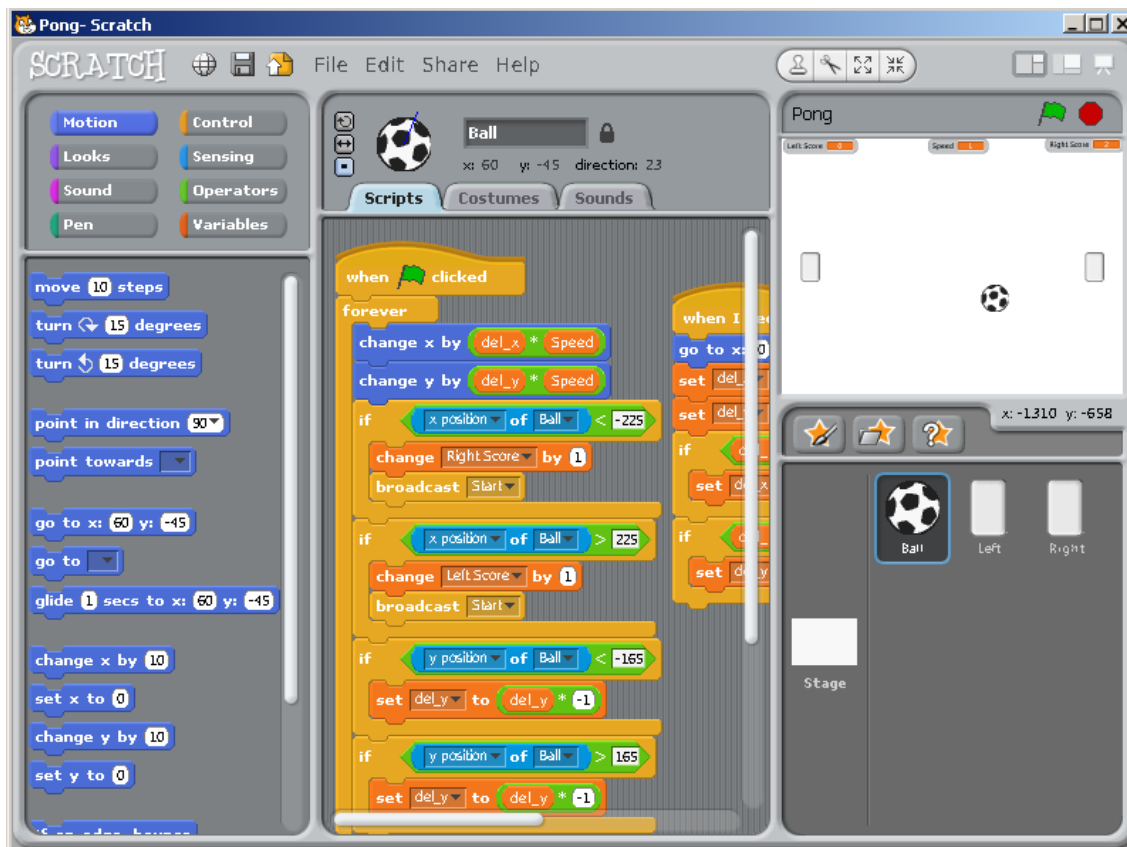 Pong- Scratch
SCRATCH File Edit Share Help
Motion Control
Looks Sensing
Sound Operators
Pen Variables
move 10 steps
turn 15 degrees
turn 15 degrees
point in direction 90
point towards
go to x: 60 y: -45
go to
glide 1 secs to x: 60 y: -45
change x by 10
set x to 0
change y by 10
set y to 0
Ball
x: 60 y: -45 direction: 23
Scripts Costumes Sounds
when clicked
forever
change x by del_x * Speed
change y by del_y * Speed
if x position of Ball < -225
change Right Score by 1
broadcast Start
if x position of Ball > 225
change Left Score by 1
broadcast Start
if y position of Ball < -165
set del_y to del_y * -1
if y position of Ball > 165
set del_y to del_y * -1
when I
go to x: 0
set
set
if
set
if
set
Pong
Left Score 0 Speed 1 Right Score 2
x: -1310 y: -658
Ball Left Right
Stage